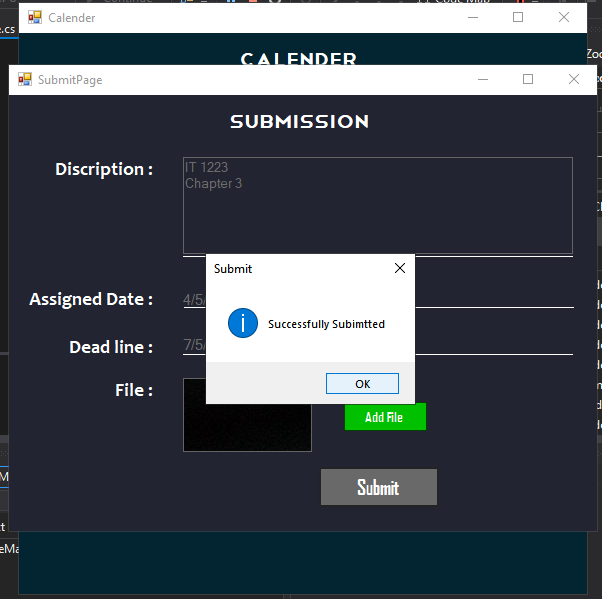 Calender
.cs
CALENDER
SubmitPage
SUBMISSION
Discription :
IT 1223
Chapter 3
Submit
Successfully Subimtted
OK
Assigned Date :
4/5/
Dead line :
7/5/
File :
Add File
Submit